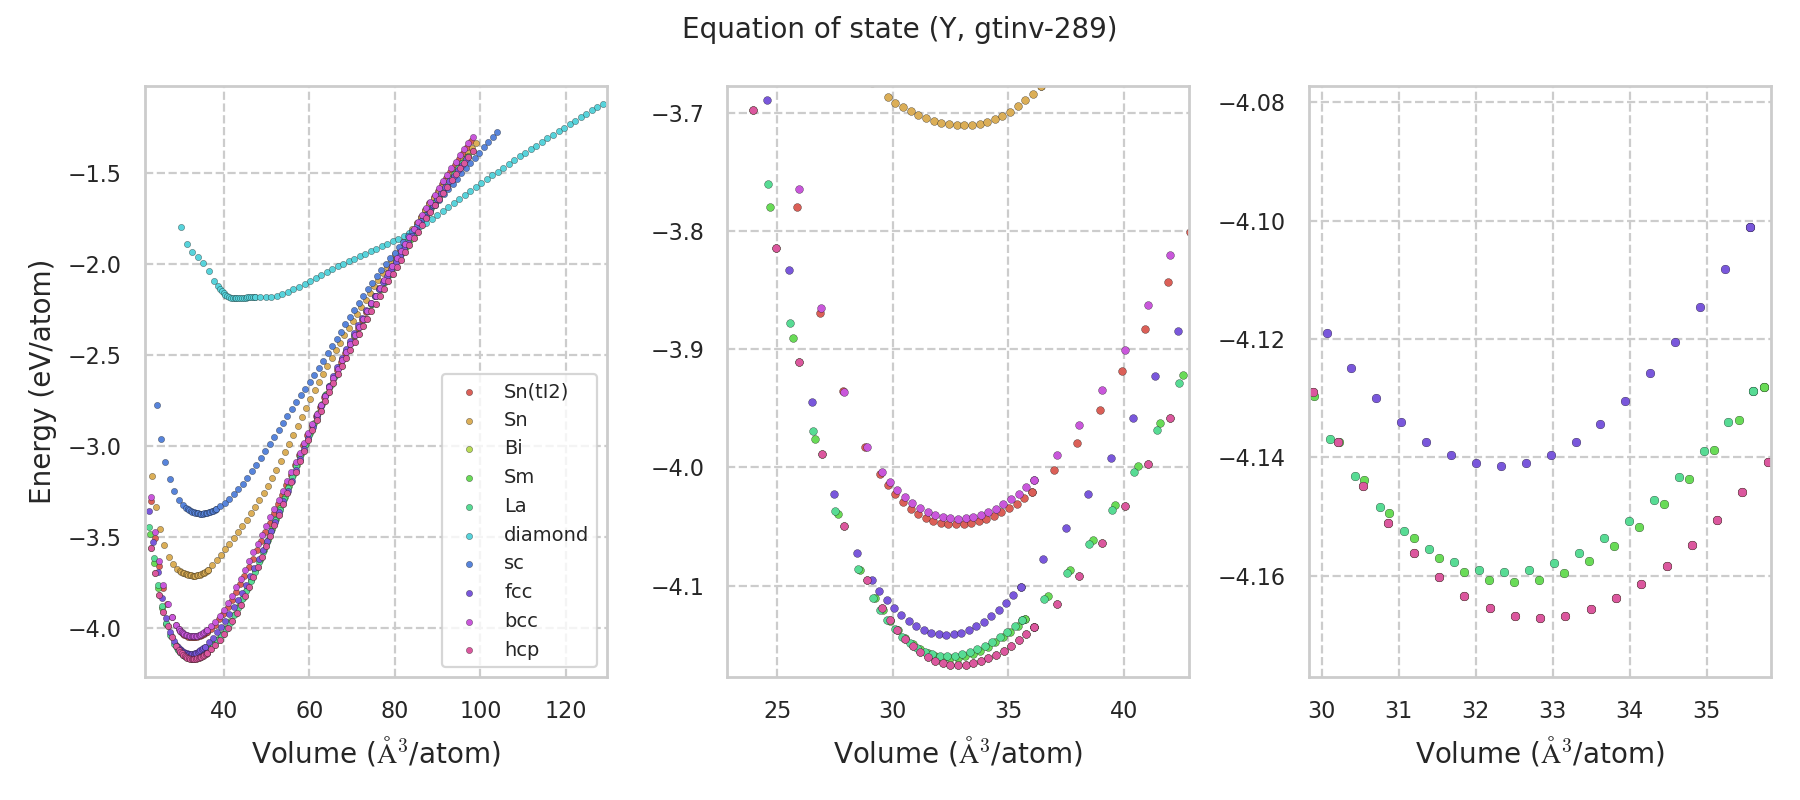 Equation of state (Y, gtinv-289)
Energy (eV/atom)
−1.5
−2.0
−2.5
−3.0
−3.5
−4.0
40 60 80 100 120
Volume (Å³/atom)
Sn(tI2)
Sn
Bi
Sm
La
diamond
sc
fcc
bcc
hcp
−3.7
−3.8
−3.9
−4.0
−4.1
25 30 35 40
Volume (Å³/atom)
−4.08
−4.10
−4.12
−4.14
−4.16
30 31 32 33 34 35
Volume (Å³/atom)